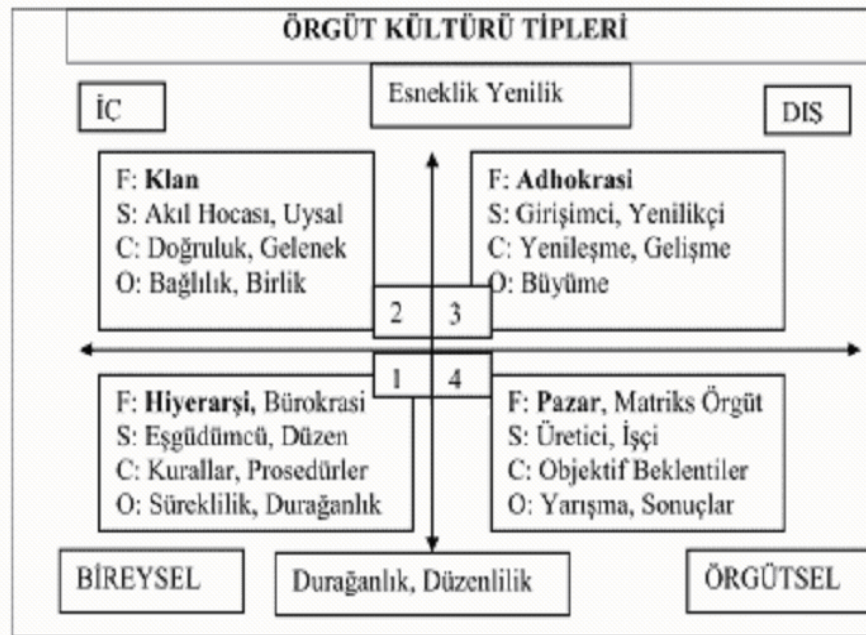 ÖRGÜT KÜLTÜRÜ TİPLERİ
Esneklik Yenilik
İÇ
DIŞ
F: Klan
S: Akıl Hocası, Uysal
C: Doğruluk, Gelenek
O: Bağlılık, Birlik
F: Adhokrasi
S: Girişimci, Yenilikçi
C: Yenileşme, Gelişme
O: Büyüme
2
3
1
4
F: Hiyerarşi, Bürokrasi
S: Eşgüdümcü, Düzen
C: Kurallar, Prosedürler
O: Süreklilik, Durağanlık
F: Pazar, Matriks Örgüt
S: Üretici, İşçi
C: Objektif Beklentiler
O: Yarışma, Sonuçlar
BİREYSEL
Durağanlık, Düzenlilik
ÖRGÜTSEL